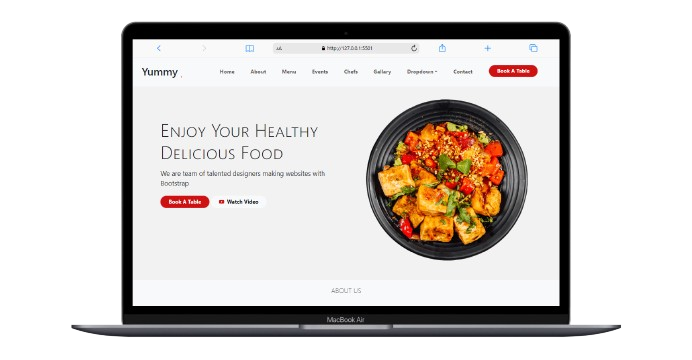 http://127.0.0.1:5501
Yummy.
Home About Menu Events Chefs Gallary Dropdown Contact Book A Table
Enjoy Your Healthy
Delicious Food
We are team of talented designers making websites with
Bootstrap
Book A Table Watch Video
ABOUT US
MacBook Air